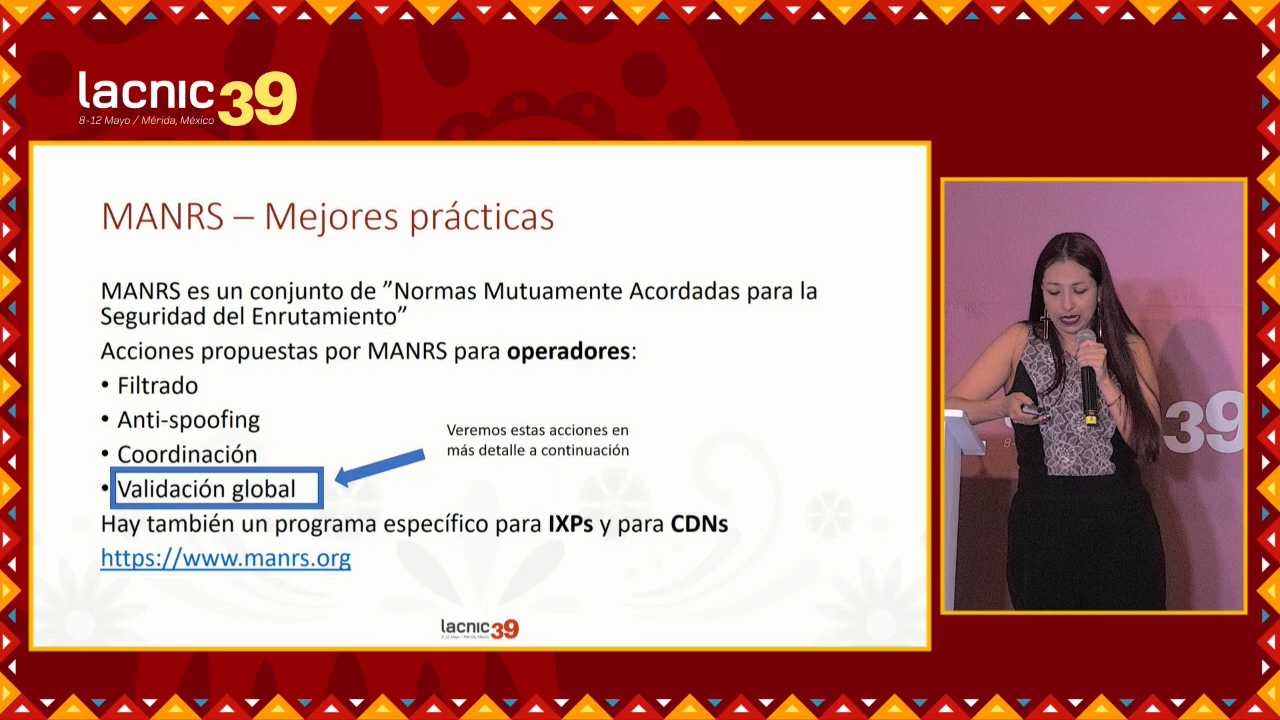 lacnic39
8-12 Mayo / Mérida, México
MANRS – Mejores prácticas
MANRS es un conjunto de ”Normas Mutuamente Acordadas para la
Seguridad del Enrutamiento”
Acciones propuestas por MANRS para operadores:
• Filtrado
• Anti-spoofing
• Coordinación
• Validación global
Veremos estas acciones en
más detalle a continuación
Hay también un programa específico para IXPs y para CDNs
https://www.manrs.org
lacnic39
39